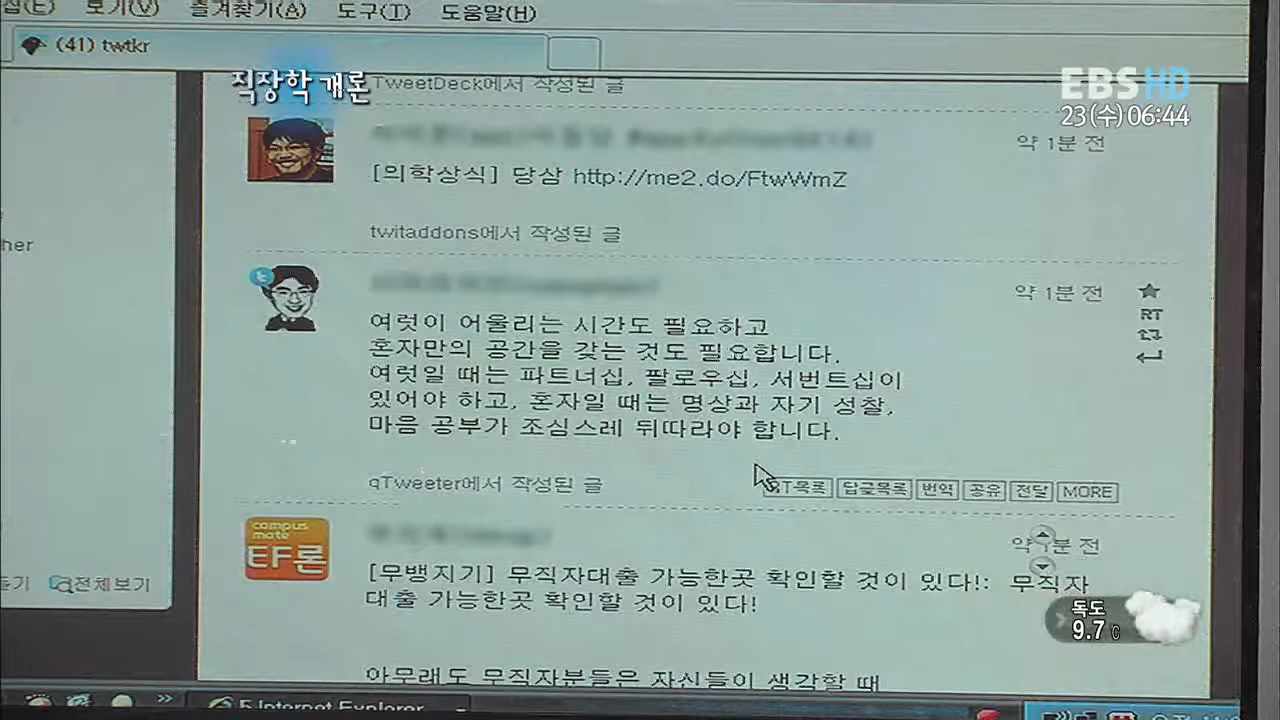 집(E) 보기(V) 즐겨찾기(A) 도구(T) 도움말(H)
(41) twtkr
직장학 개론
EBS HD
23(수) 06:44
TweetDeck에서 작성된 글
약 1분 전
[의학상식] 당삼 http://me2.do/FtwWmZ
twitaddons에서 작성된 글
her
약 1분 전
RT
여럿이 어울리는 시간도 필요하고
혼자만의 공간을 갖는 것도 필요합니다.
여럿일 때는 파트너십, 팔로우십, 서번트십이
있어야 하고, 혼자일 때는 명상과 자기 성찰,
마음 공부가 조심스레 뒤따라야 합니다.
qTweeter에서 작성된 글
RT목록 답글목록 번역 공유 전달 MORE
campus
mate
EF론
약 1분 전
[무뱅지기] 무직자대출 가능한곳 확인할 것이 있다!: 무직자
대출 가능한곳 확인할 것이 있다!
전체보기
독도
9.7℃
아무래도 무직자분들은 자신들이 생각할 때
5 Internet Explorer